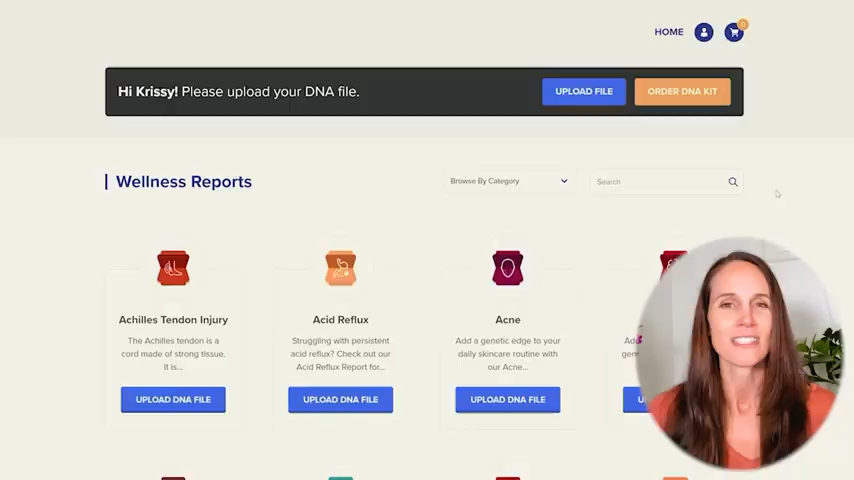 HOME
0
Hi Krissy! Please upload your DNA file.
UPLOAD FILE
ORDER DNA KIT
Wellness Reports
Browse By Category
Search
Achilles Tendon Injury
The Achilles tendon is a
cord made of strong tissue.
It is...
UPLOAD DNA FILE
Acid Reflux
Struggling with persistent
acid reflux? Check out our
Acid Reflux Report for...
UPLOAD DNA FILE
Acne
Add a genetic edge to your
daily skincare routine with
our Acne...
UPLOAD DNA FILE